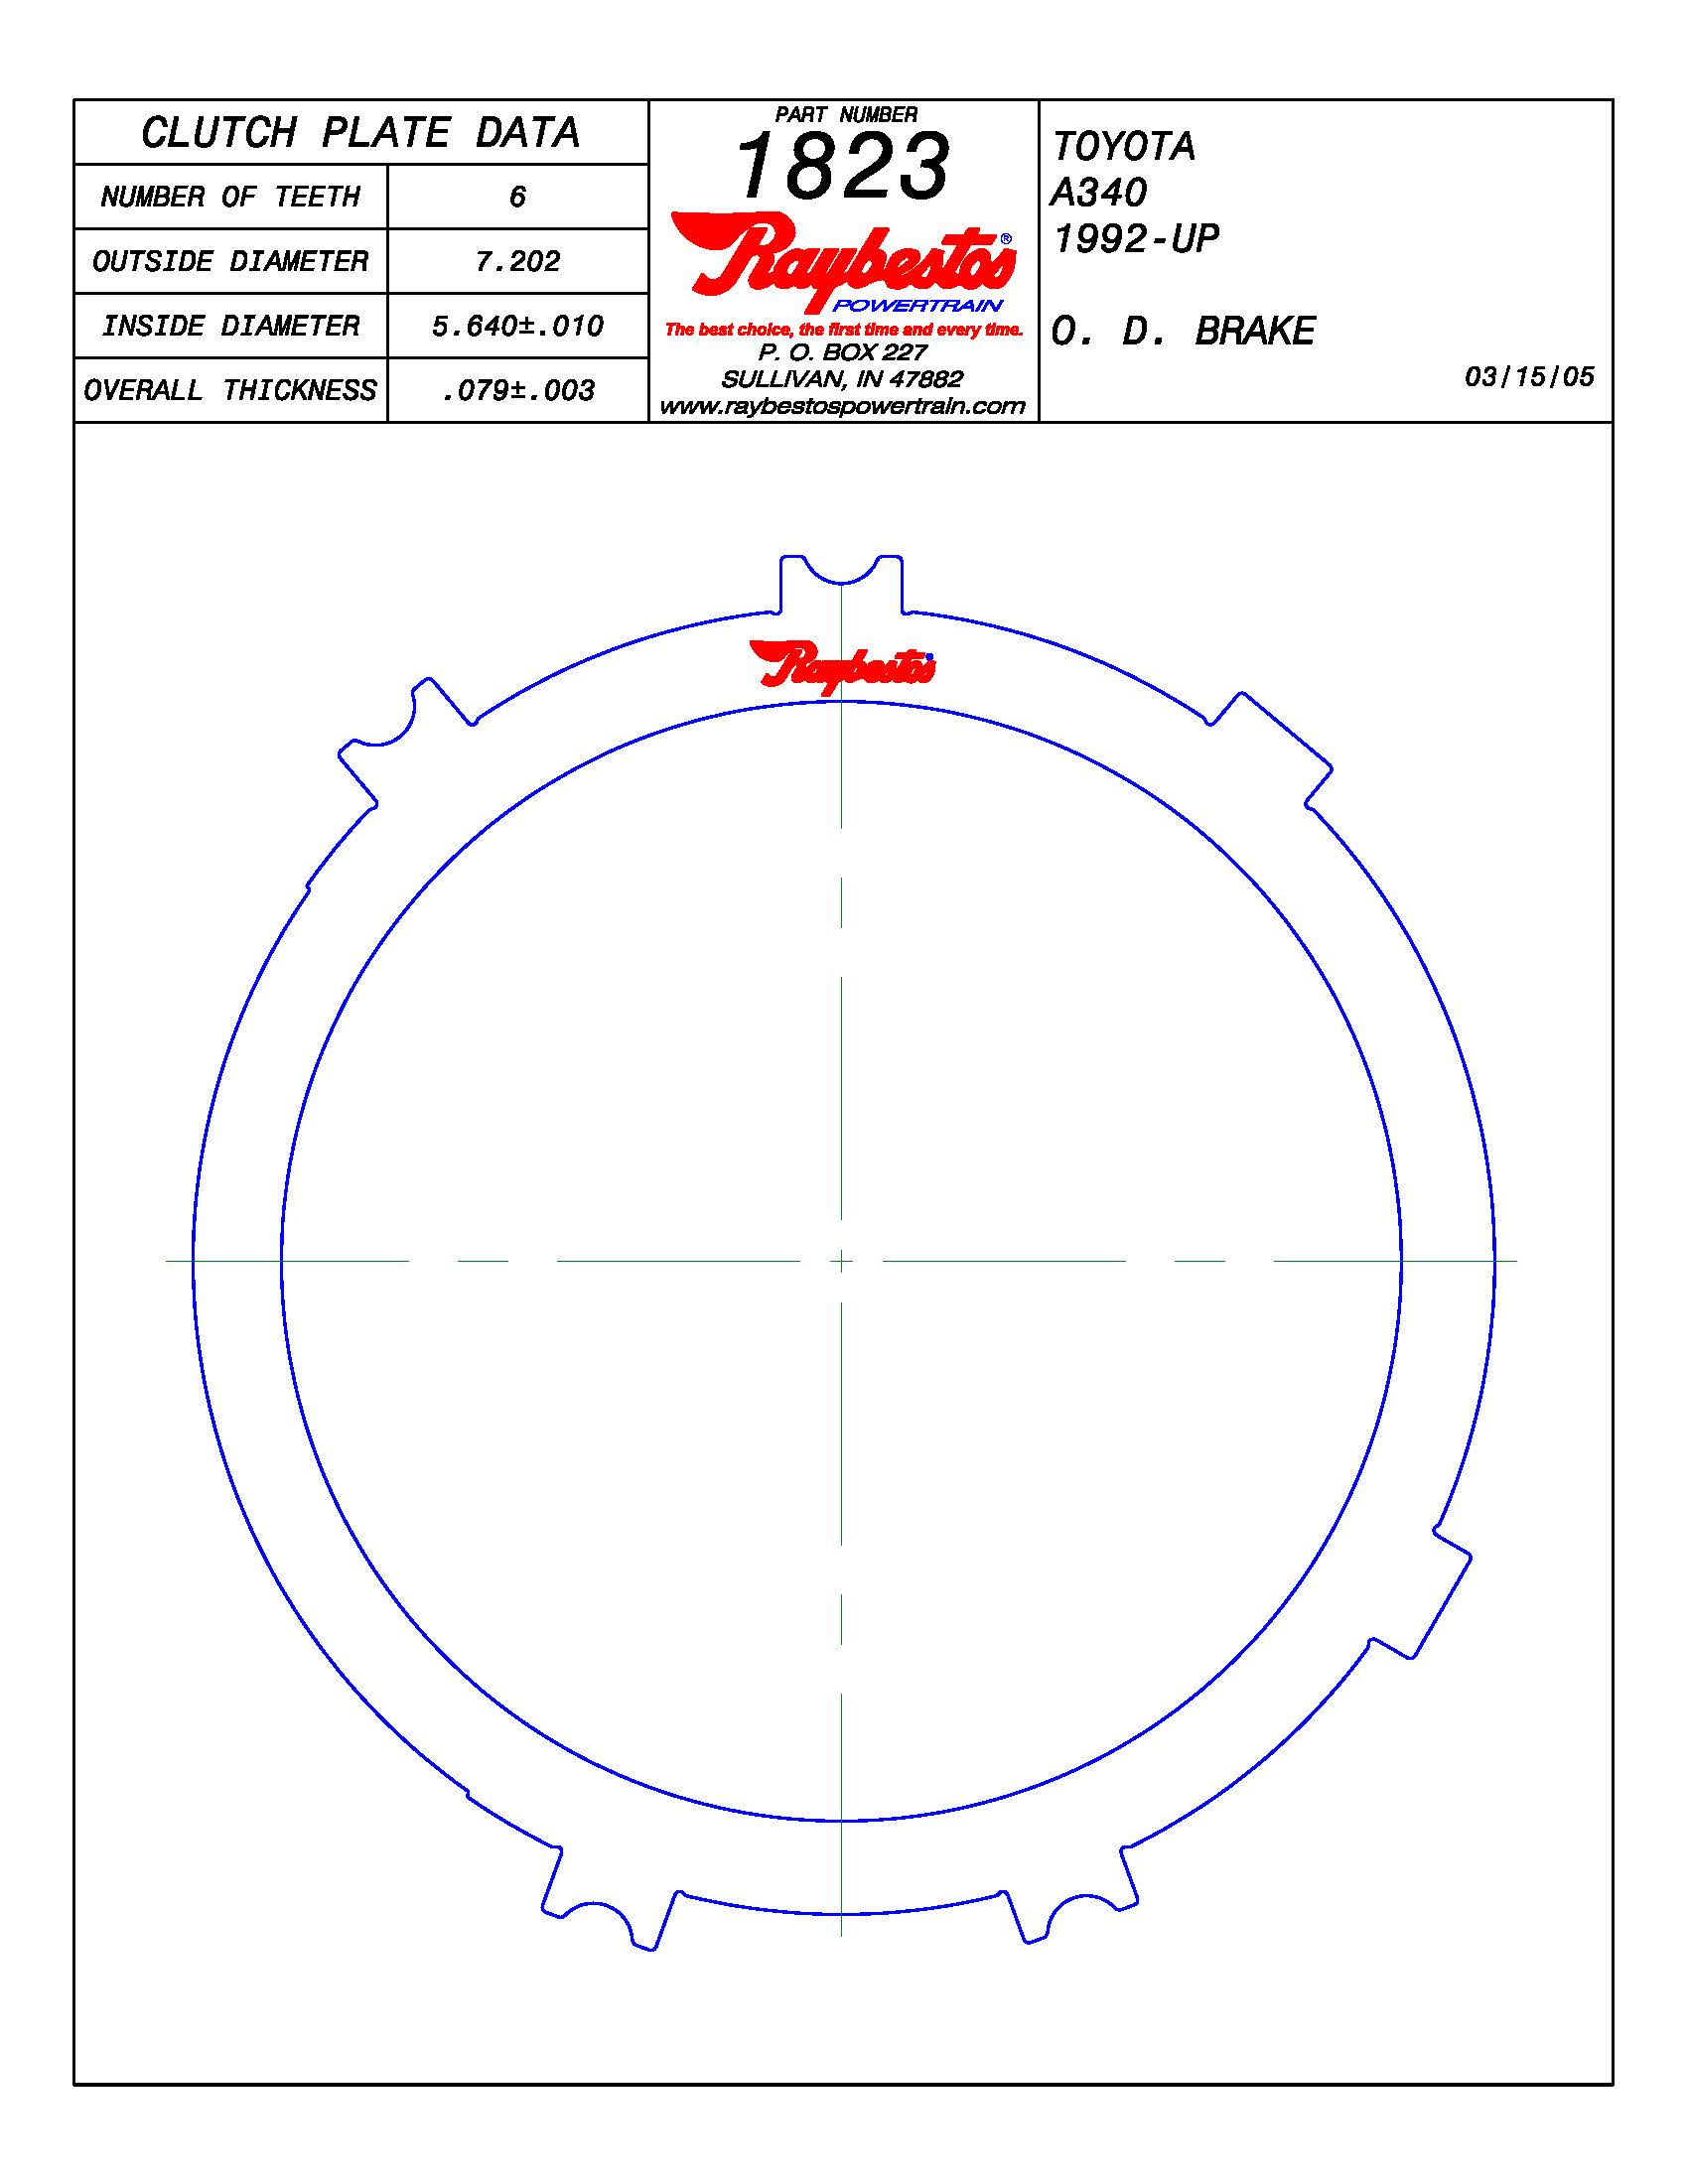 CLUTCH PLATE DATA
NUMBER OF TEETH 6
OUTSIDE DIAMETER 7.202
INSIDE DIAMETER 5.640±.010
OVERALL THICKNESS .079±.003
PART NUMBER
1823
Raybestos®
POWERTRAIN
The best choice, the first time and every time.
P. O. BOX 227
SULLIVAN, IN 47882
www.raybestospowertrain.com
TOYOTA
A340
1992-UP
O. D. BRAKE
03/15/05
Raybestos